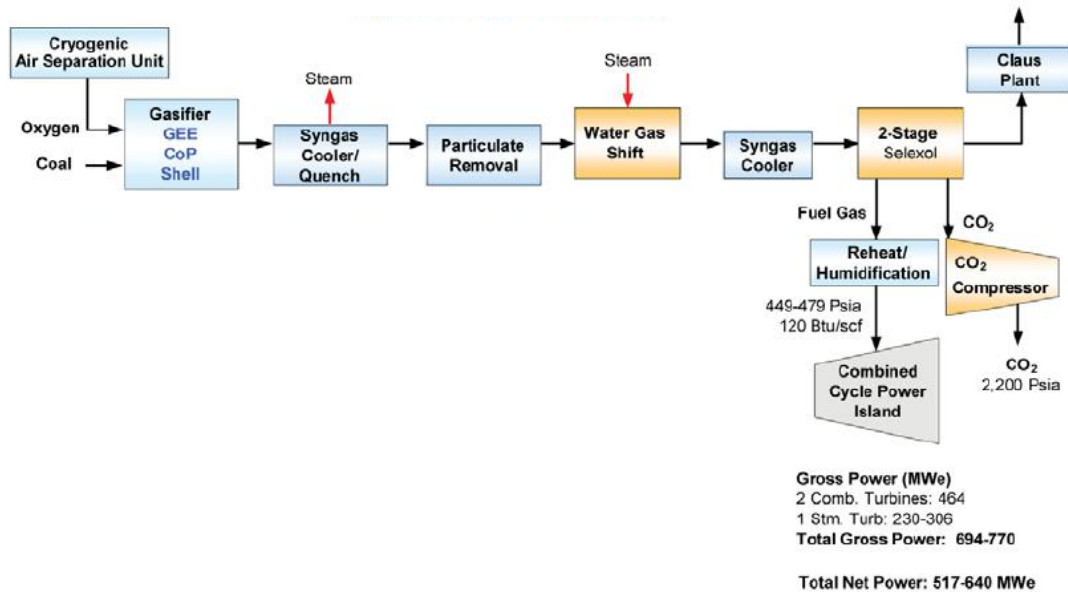 Cryogenic
Air Separation Unit
Oxygen
Coal
Gasifier
GEE
CoP
Shell
Steam
Syngas
Cooler/
Quench
Particulate
Removal
Steam
Water Gas
Shift
Syngas
Cooler
2-Stage
Selexol
Claus
Plant
Fuel Gas
CO₂
Reheat/
Humidification
CO₂
Compressor
449-479 Psia
120 Btu/scf
CO₂
2,200 Psia
Combined
Cycle Power
Island
Gross Power (MWe)
2 Comb. Turbines: 464
1 Stm. Turb: 230-306
Total Gross Power: 694-770
Total Net Power: 517-640 MWe